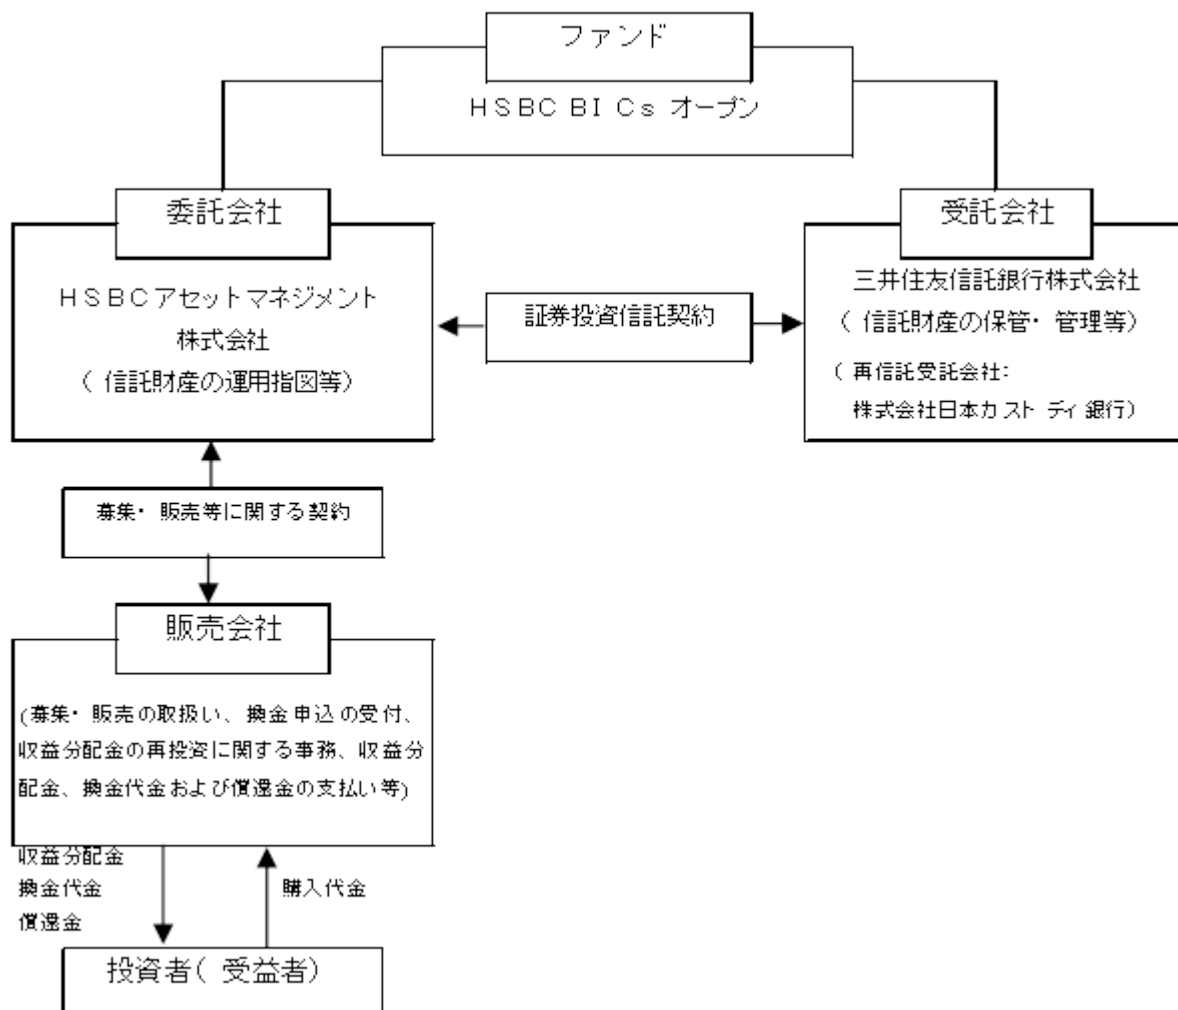 ファンド
HSBC BICs オープン
委託会社
受託会社
HSBCアセットマネジメント
株式会社
(信託財産の運用指図等)
証券投資信託契約
三井住友信託銀行株式会社
(信託財産の保管・管理等)
(再信託受託会社:
株式会社日本カストディ銀行)
募集・販売等に関する契約
販売会社
(募集・販売の取扱い、換金申込の受付、
収益分配金の再投資に関する事務、収益分
配金、換金代金および償還金の支払い等)
収益分配金
換金代金
償還金
購入代金
投資者(受益者)